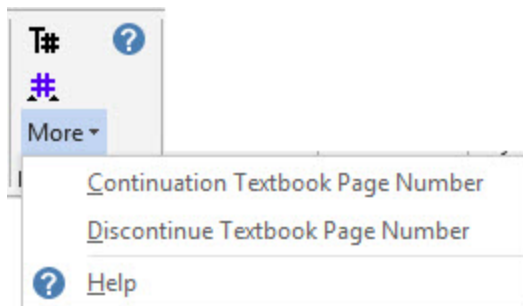 T#
?
#
More
Continuation Textbook Page Number
Discontinue Textbook Page Number
? Help